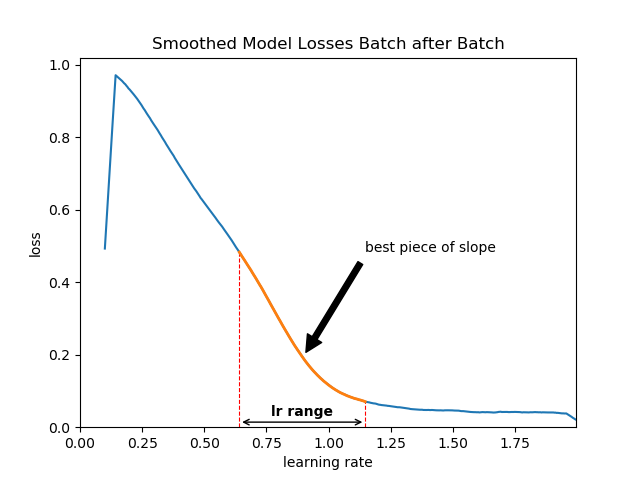 Smoothed Model Losses Batch after Batch
1.0
0.8
0.6
0.4
0.2
0.0
loss
best piece of slope
lr range
0.00 0.25 0.50 0.75 1.00 1.25 1.50 1.75
learning rate